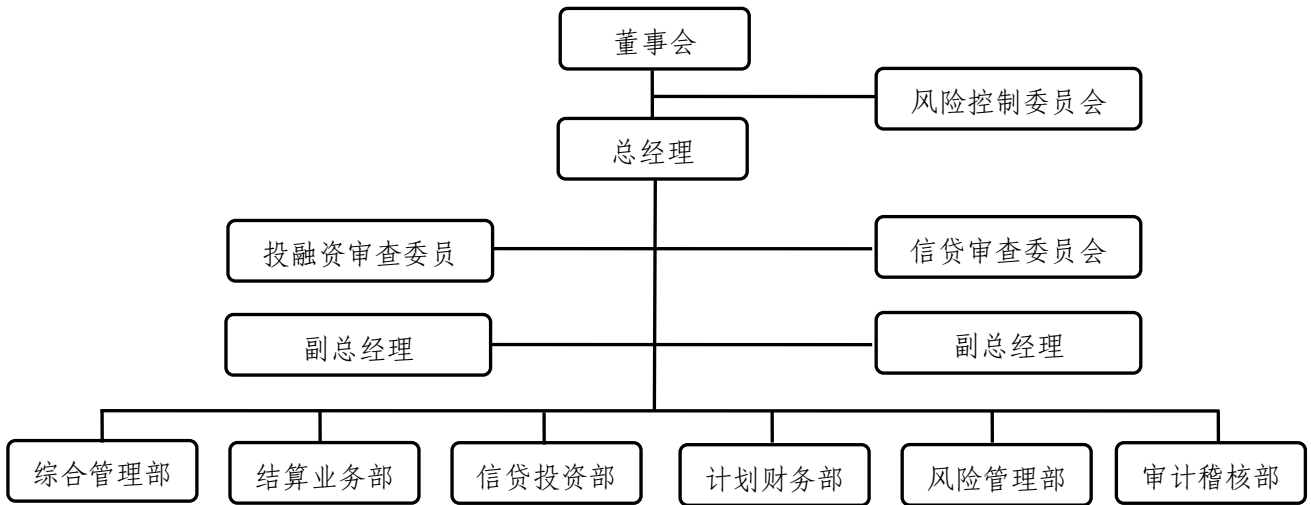 董事会
风险控制委员会
总经理
投融资审查委员
信贷审查委员会
副总经理
副总经理
综合管理部
结算业务部
信贷投资部
计划财务部
风险管理部
审计稽核部